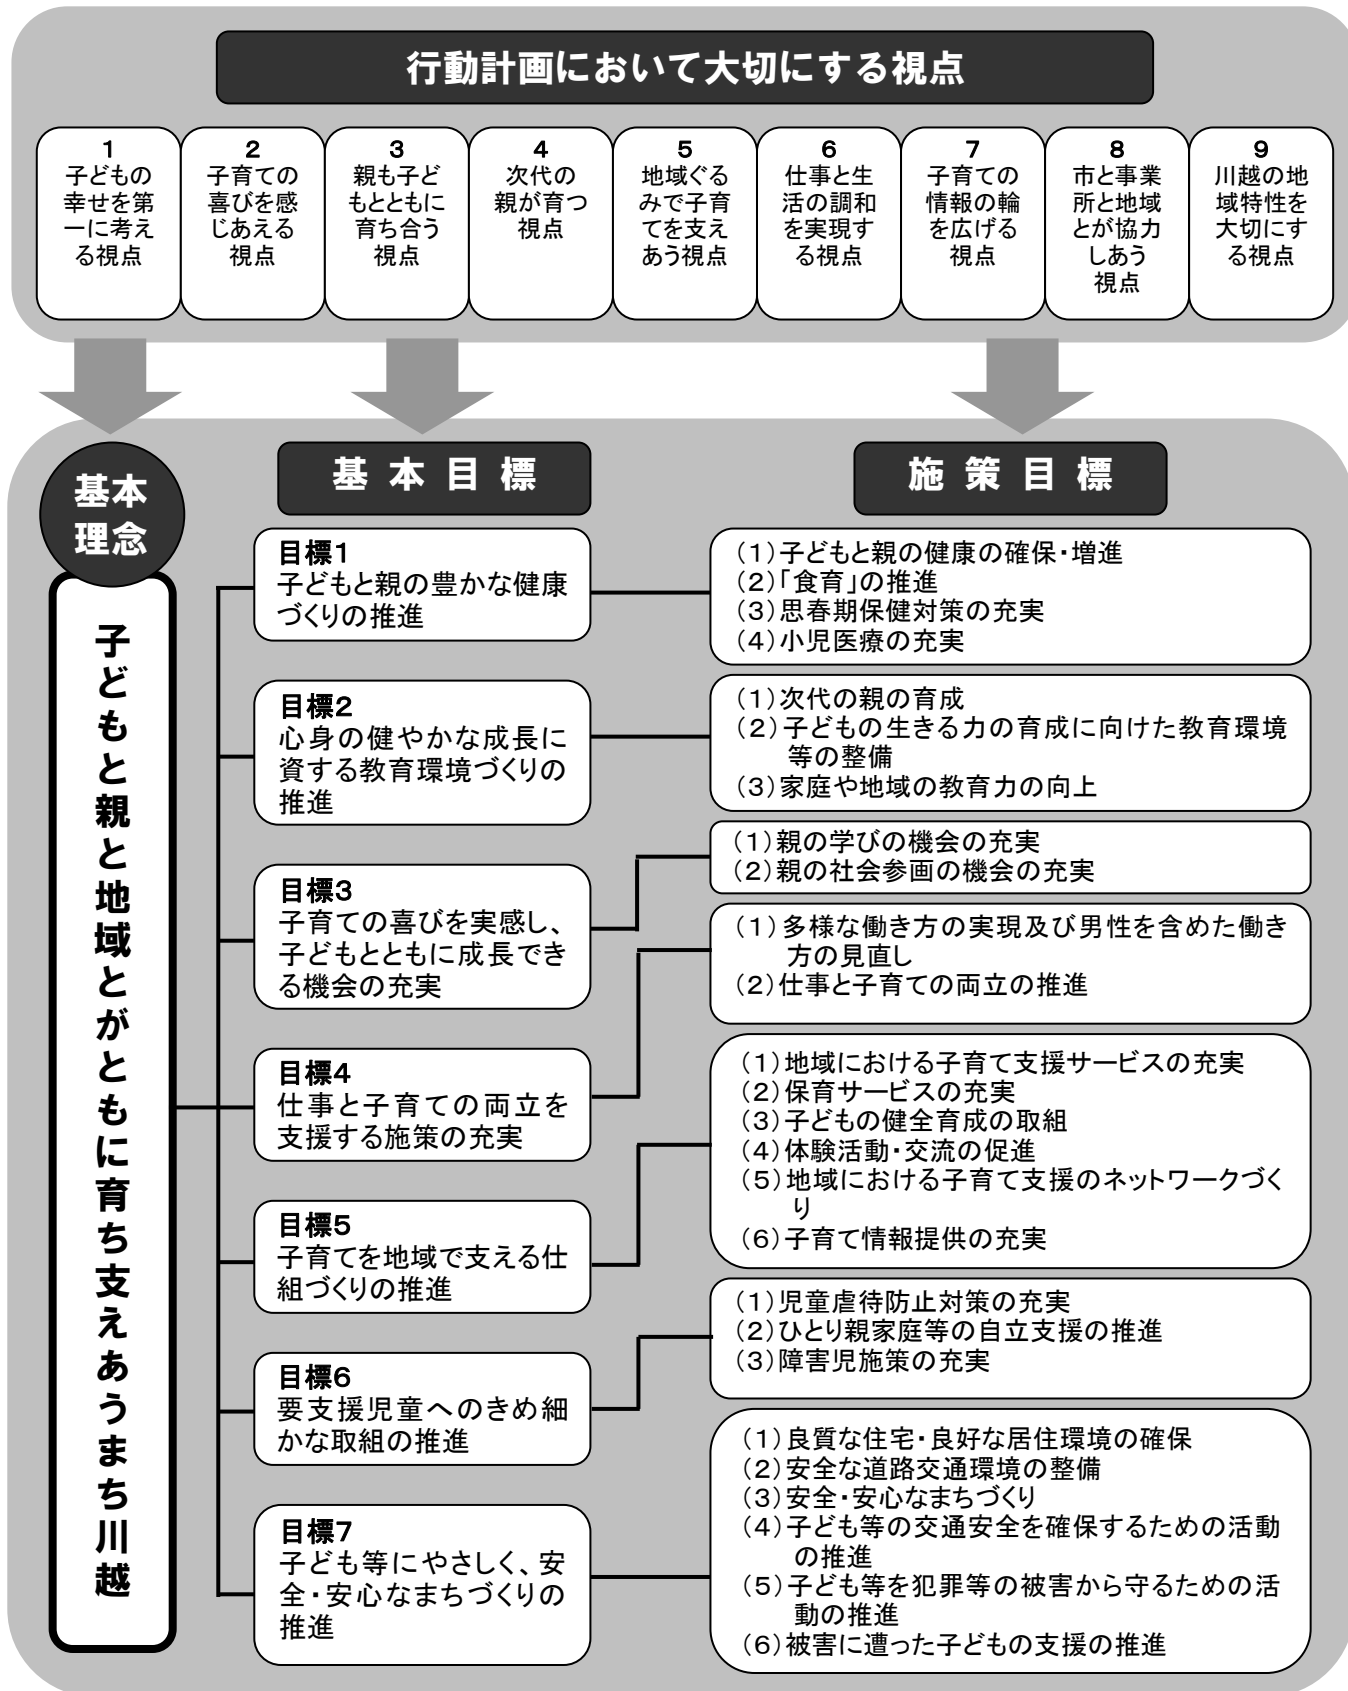 行動計画において大切にする視点
1
子どもの
幸せを第
一に考え
る視点
2
子育ての
喜びを感
じあえる
視点
3
親も子ど
もとともに
育ち合う
視点
4
次代の
親が育つ
視点
5
地域ぐる
みで子育
てを支え
あう視点
6
仕事と生
活の調和
を実現す
る視点
7
子育ての
情報の輪
を広げる
視点
8
市と事業
所と地域
とが協力
しあう
視点
9
川越の地
域特性を
大切にす
る視点
基本
理念
子どもと親と地域とがともに育ち支えあうまち川越
基本目標
施策目標
目標1
子どもと親の豊かな健康
づくりの推進
(1)子どもと親の健康の確保・増進
(2)「食育」の推進
(3)思春期保健対策の充実
(4)小児医療の充実
目標2
心身の健やかな成長に
資する教育環境づくりの
推進
(1)次代の親の育成
(2)子どもの生きる力の育成に向けた教育環境
等の整備
(3)家庭や地域の教育力の向上
目標3
子育ての喜びを実感し、
子どもとともに成長でき
る機会の充実
(1)親の学びの機会の充実
(2)親の社会参画の機会の充実
目標4
仕事と子育ての両立を
支援する施策の充実
(1)多様な働き方の実現及び男性を含めた働き
方の見直し
(2)仕事と子育ての両立の推進
目標5
子育てを地域で支える仕
組づくりの推進
(1)地域における子育て支援サービスの充実
(2)保育サービスの充実
(3)子どもの健全育成の取組
(4)体験活動・交流の促進
(5)地域における子育て支援のネットワークづく
り
(6)子育て情報提供の充実
目標6
要支援児童へのきめ細
かな取組の推進
(1)児童虐待防止対策の充実
(2)ひとり親家庭等の自立支援の推進
(3)障害児施策の充実
目標7
子ども等にやさしく、安
全・安心なまちづくりの
推進
(1)良質な住宅・良好な居住環境の確保
(2)安全な道路交通環境の整備
(3)安全・安心なまちづくり
(4)子ども等の交通安全を確保するための活動
の推進
(5)子ども等を犯罪等の被害から守るための活
動の推進
(6)被害に遭った子どもの支援の推進